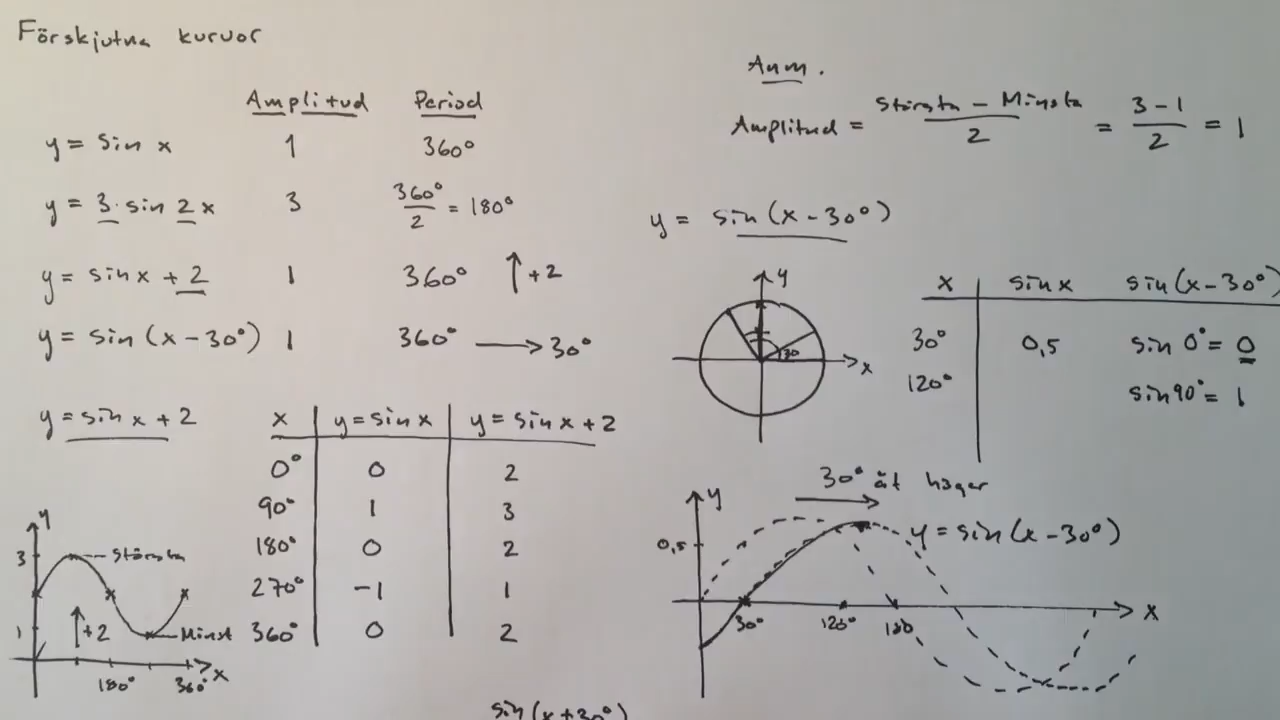 Förskjutna kurvor
Amplitud Period
y = sin x 1 360°
y = 3 · sin 2x 3 360°/2 = 180°
y = sin x + 2 1 360° ↑ +2
y = sin (x - 30°) 1 360° → 30°
y = sin x + 2
x y = sin x y = sin x + 2
0° 0 2
90° 1 3
180° 0 2
270° -1 1
360° 0 2
y
3 Största
1 +2 Minst
180° 360° x
Anm.
Amplitud = Största - Minsta / 2 = 3 - 1 / 2 = 1
y = sin (x - 30°)
y
x
x sin x sin (x - 30°)
30° 0,5 sin 0° = 0
120° sin 90° = 1
30° åt höger
y
0,5 y = sin (x - 30°)
30° 120° 180 x
sin (x + 30°)